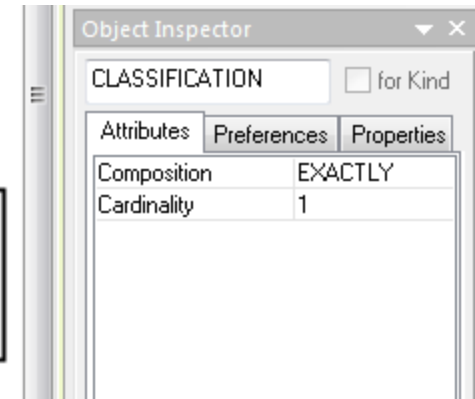 Object Inspector
CLASSIFICATION for Kind
Attributes Preferences Properties
Composition EXACTLY
Cardinality 1